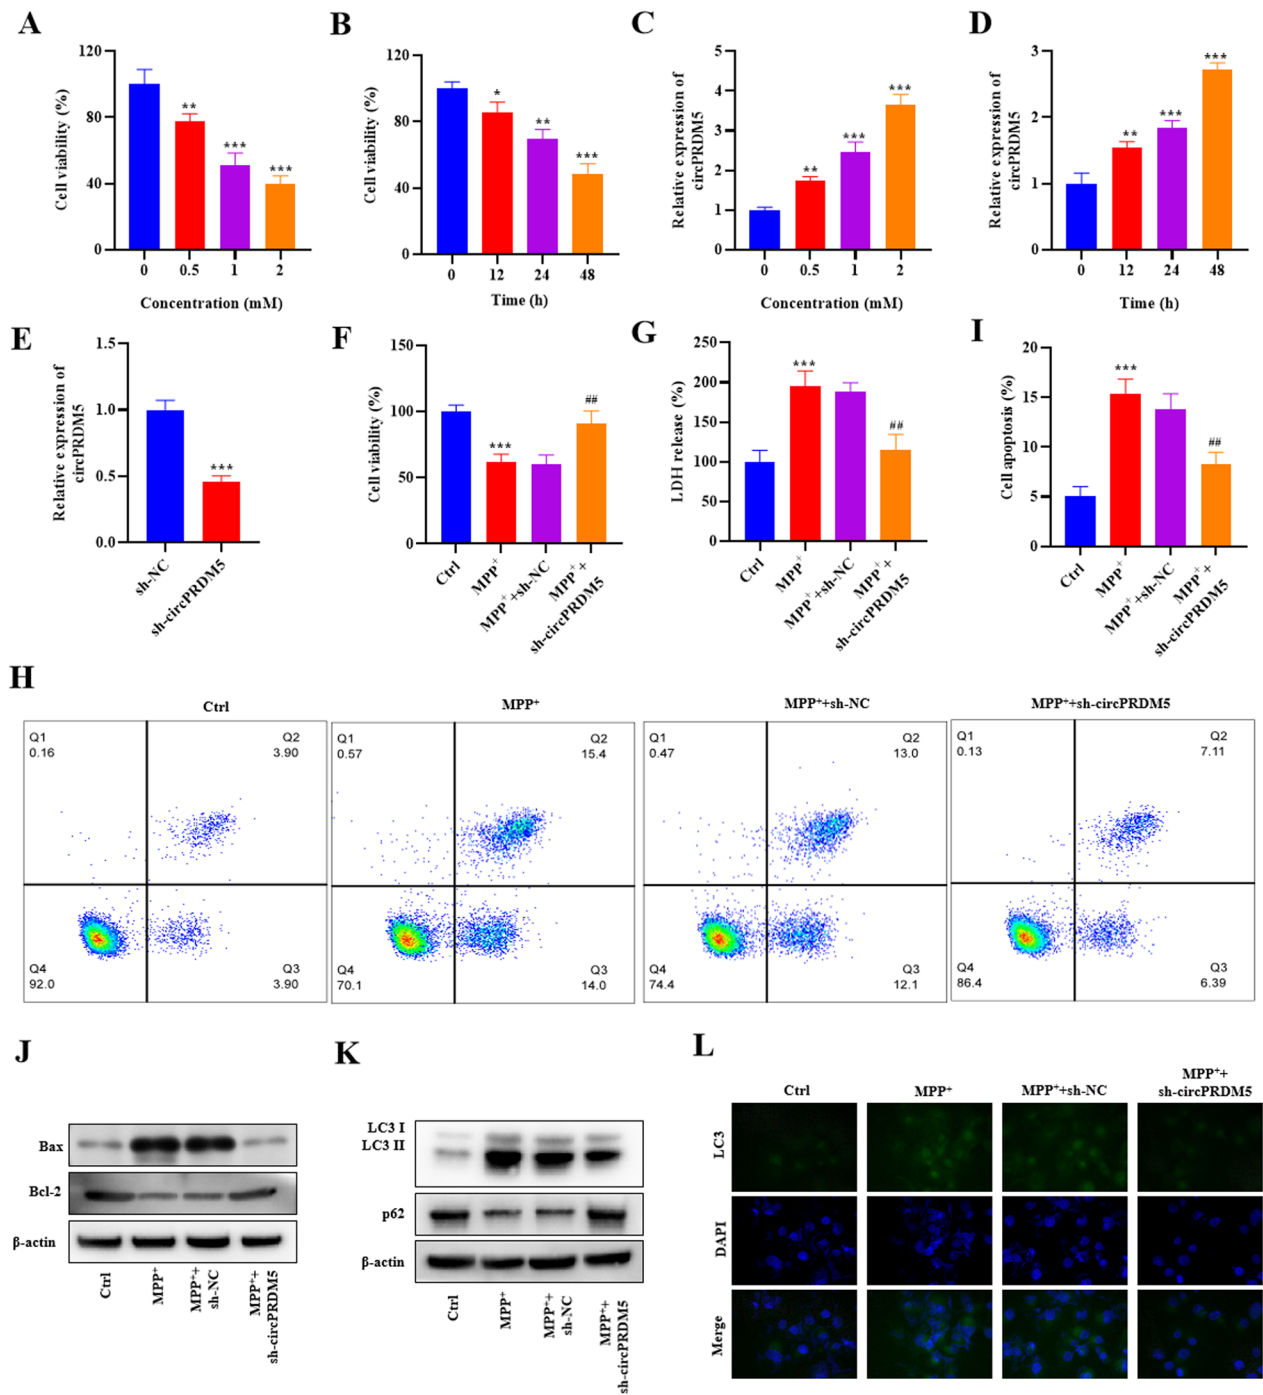 A
Cell viability (%)
120
80
40
0
**
***
***
0 0.5 1 2
Concentration (mM)
B
Cell viability (%)
120
80
40
0
*
**
***
0 12 24 48
Time (h)
C
Relative expression of
circPRDM5
5
4
3
2
1
0
**
***
***
0 0.5 1 2
Concentration (mM)
D
Relative expression of
circPRDM5
3
2
1
0
**
***
***
0 12 24 48
Time (h)
E
Relative expression of
circPRDM5
1.5
1.0
0.5
0.0
***
sh-NC
sh-circPRDM5
F
Cell viability (%)
150
100
50
0
***
##
Ctrl
MPP+
MPP++sh-NC
MPP++
sh-circPRDM5
G
LDH release (%)
250
200
150
100
50
0
***
##
Ctrl
MPP+
MPP++sh-NC
MPP++
sh-circPRDM5
I
Cell apoptosis (%)
20
15
10
5
0
***
##
Ctrl
MPP+
MPP++sh-NC
MPP++
sh-circPRDM5
H
Ctrl
Q1
0.16
Q2
3.90
Q4
92.0
Q3
3.90
MPP+
Q1
0.57
Q2
15.4
Q4
70.1
Q3
14.0
MPP++sh-NC
Q1
0.47
Q2
13.0
Q4
74.4
Q3
12.1
MPP++sh-circPRDM5
Q1
0.13
Q2
7.11
Q4
86.4
Q3
6.39
J
Bax
Bcl-2
β-actin
Ctrl
MPP+
MPP++
sh-NC
MPP++
sh-circPRDM5
K
LC3 I
LC3 II
p62
β-actin
Ctrl
MPP+
MPP++
sh-NC
MPP++
sh-circPRDM5
L
Ctrl
MPP+
MPP++sh-NC
MPP++
sh-circPRDM5
LC3
DAPI
Merge